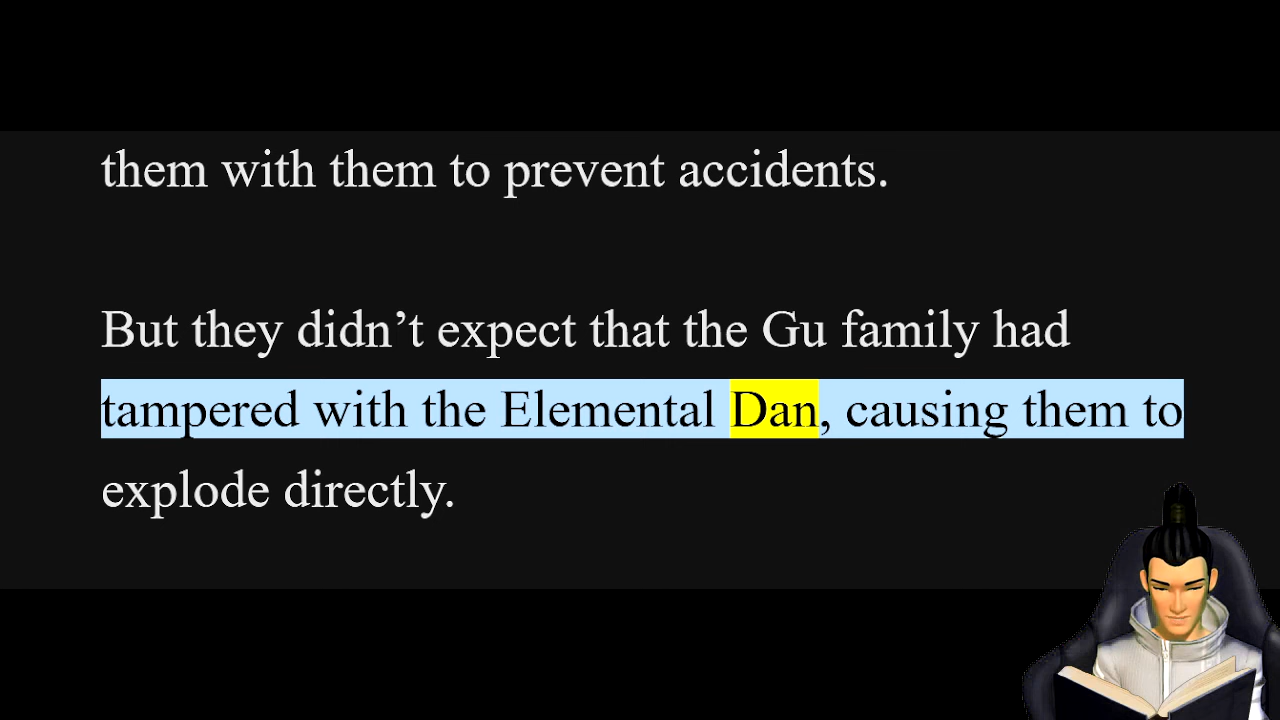 them with them to prevent accidents.
But they didn’t expect that the Gu family had
tampered with the Elemental Dan, causing them to
explode directly.